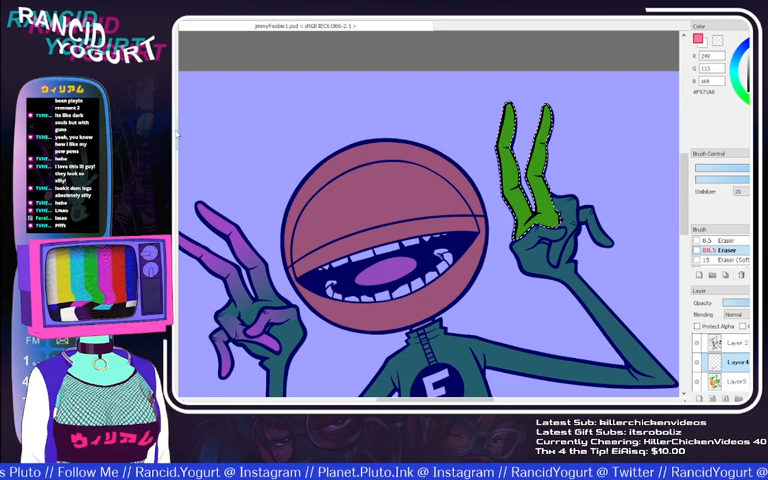 RANCID
YOGURT
jimmyfreebie1.psd < sRGB IEC61966-2.1 >
ウィリアム
been playin
remnant 2
Its like dark
souls but with
guns
yeah, you know
how i like my
pew pews
hehe
I love this lil guy!
they look so
silly!
lookit dem legs
absolutely silly
hehe
Lmao
lmao
Pffft
FM
ウィリアム
E
Color
R 249
G 113
B 168
#F971A8
Brush Control
Stabilizer 20
Brush
8.5 Eraser
Eraser
15 Eraser (Soft
Layer
Opacity
Blending Normal
Protect Alpha
Layer 2
Layer4
Layer3
Latest Sub: killerchickenvideos
Latest Gift Subs: itsroboliz
Currently Cheering: KillerChickenVideos 40
Thx 4 the Tip! EiAisq: $10.00
s Pluto // Follow Me // Rancid.Yogurt @ Instagram // Planet.Pluto.Ink @ Instagram // RancidYogurt @ Twitter // RancidYogurt @